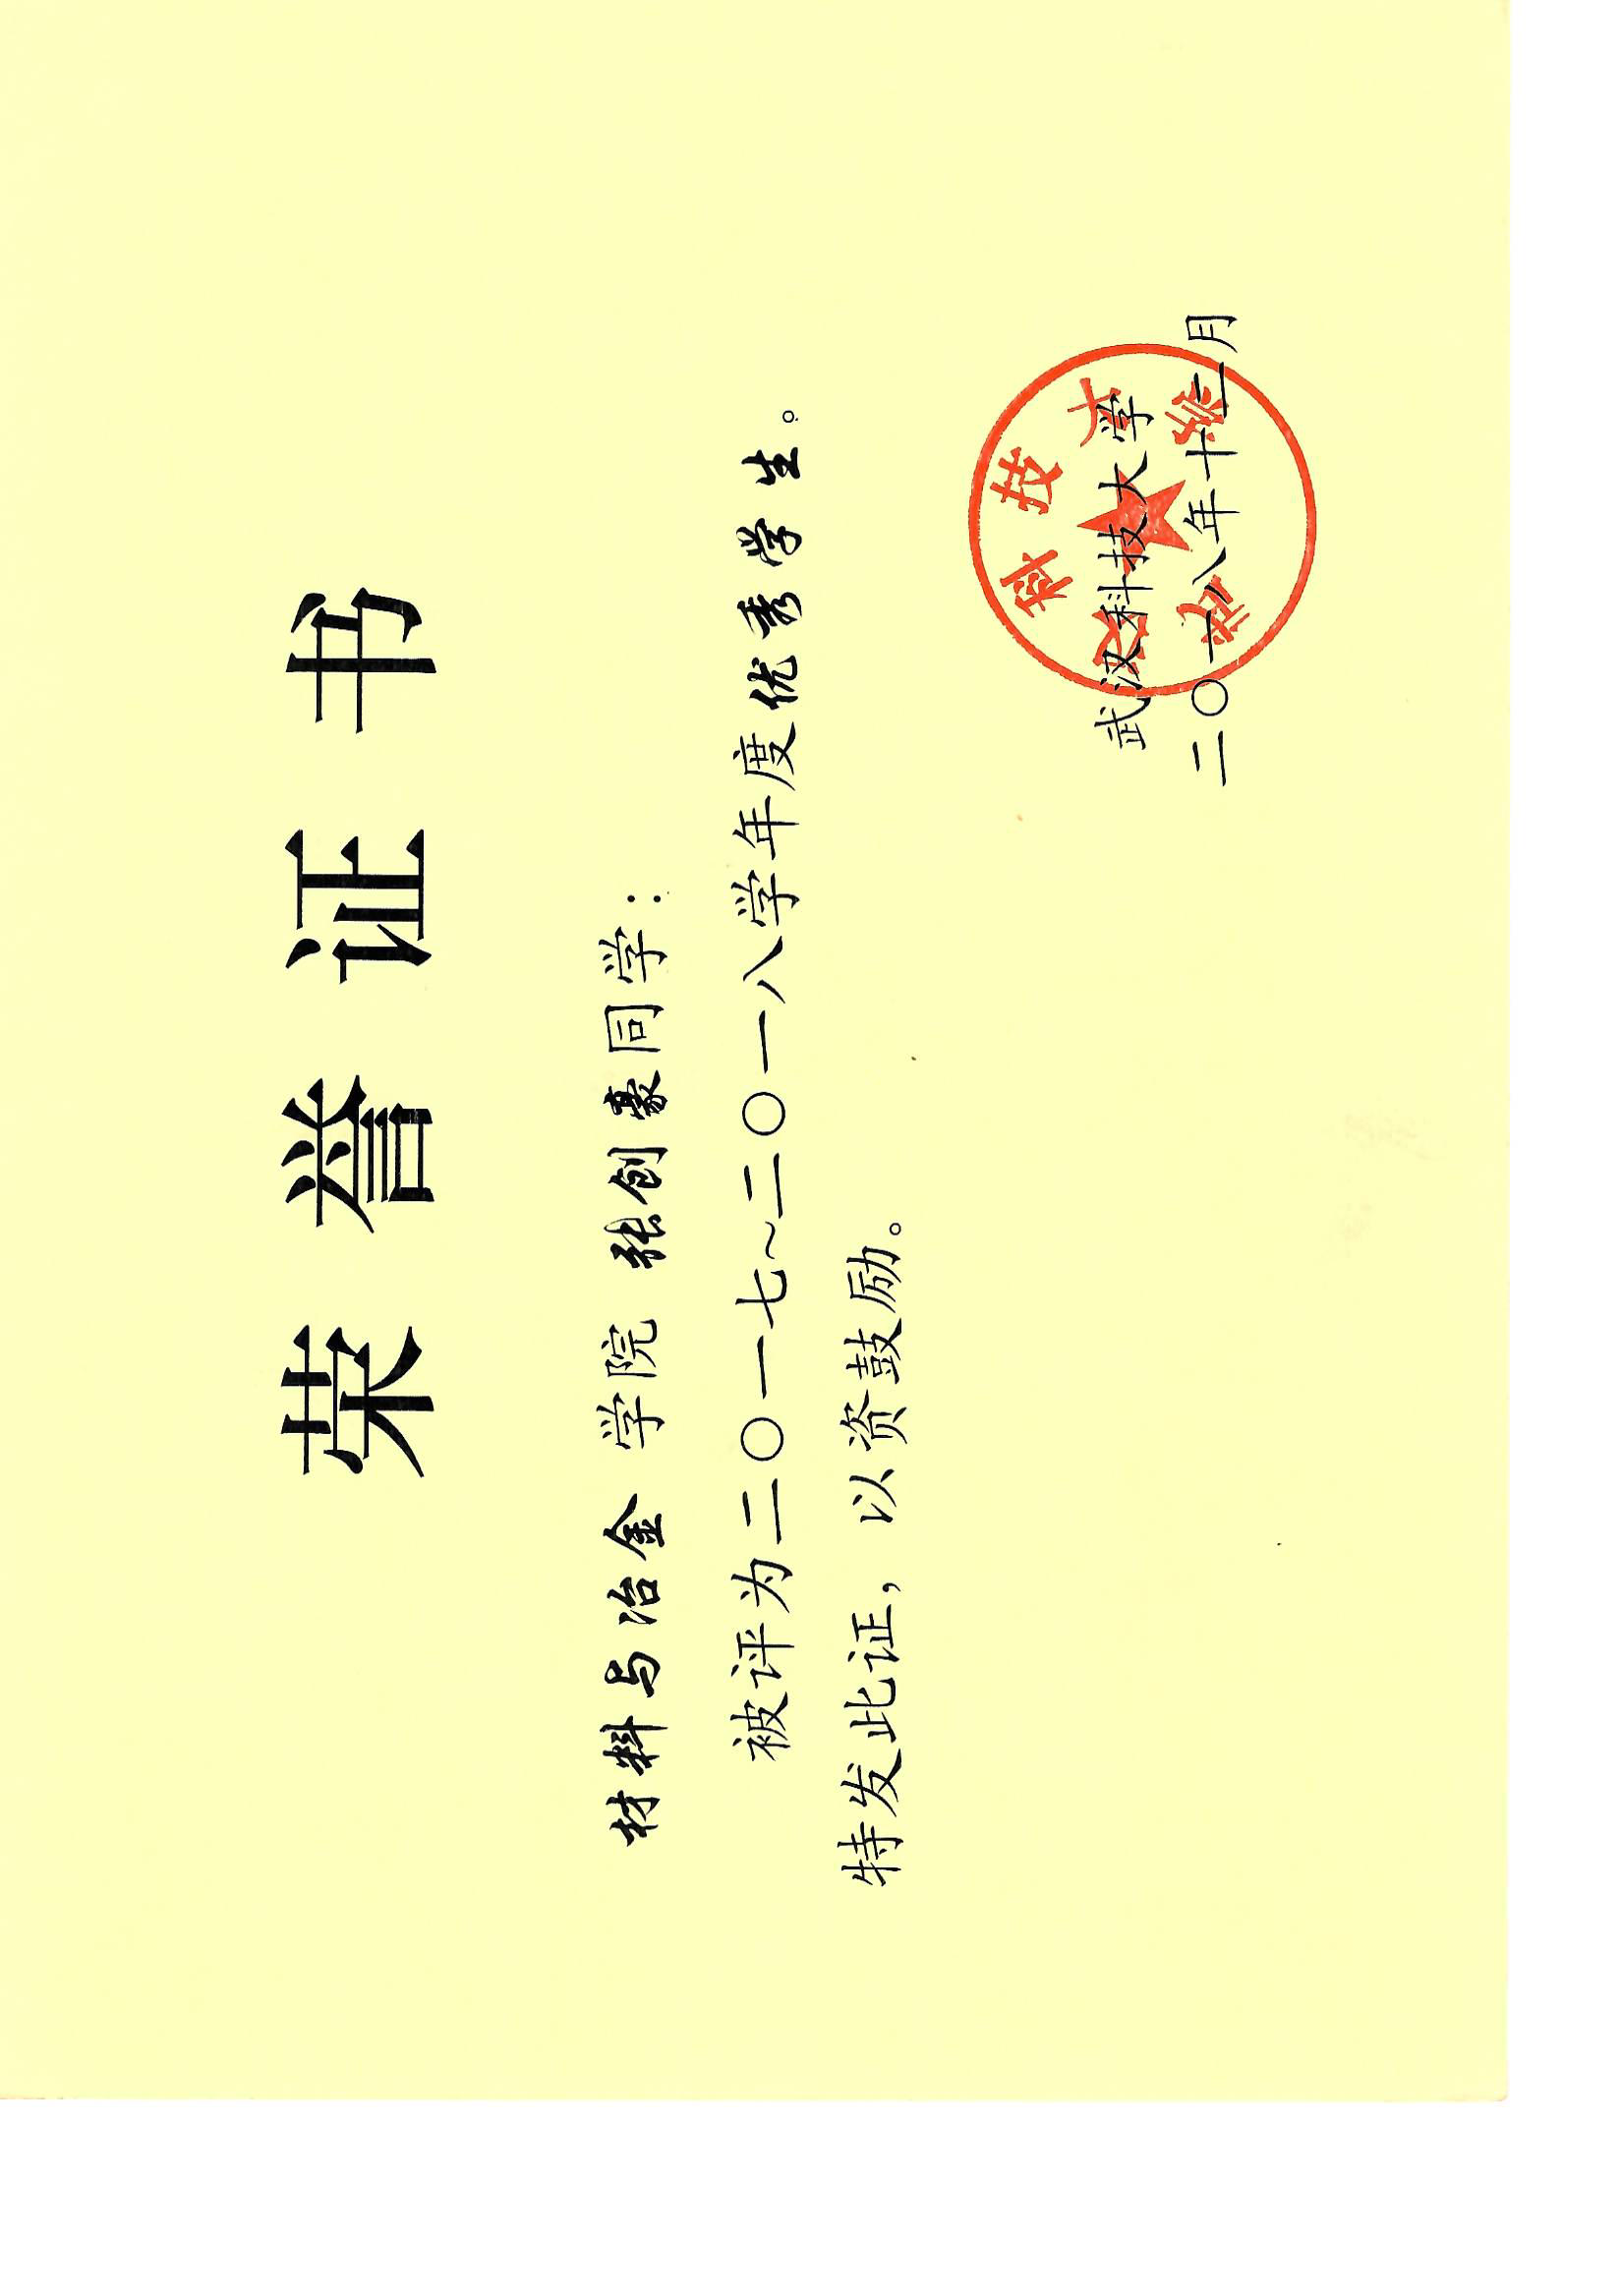 荣誉证书
材料与冶金 学院 张创豪同学：
被评为二〇一七~二〇一八学年度优秀学生。
特发此证，以资鼓励。
武汉科技大学
武汉科技大学
二〇一八年十二月